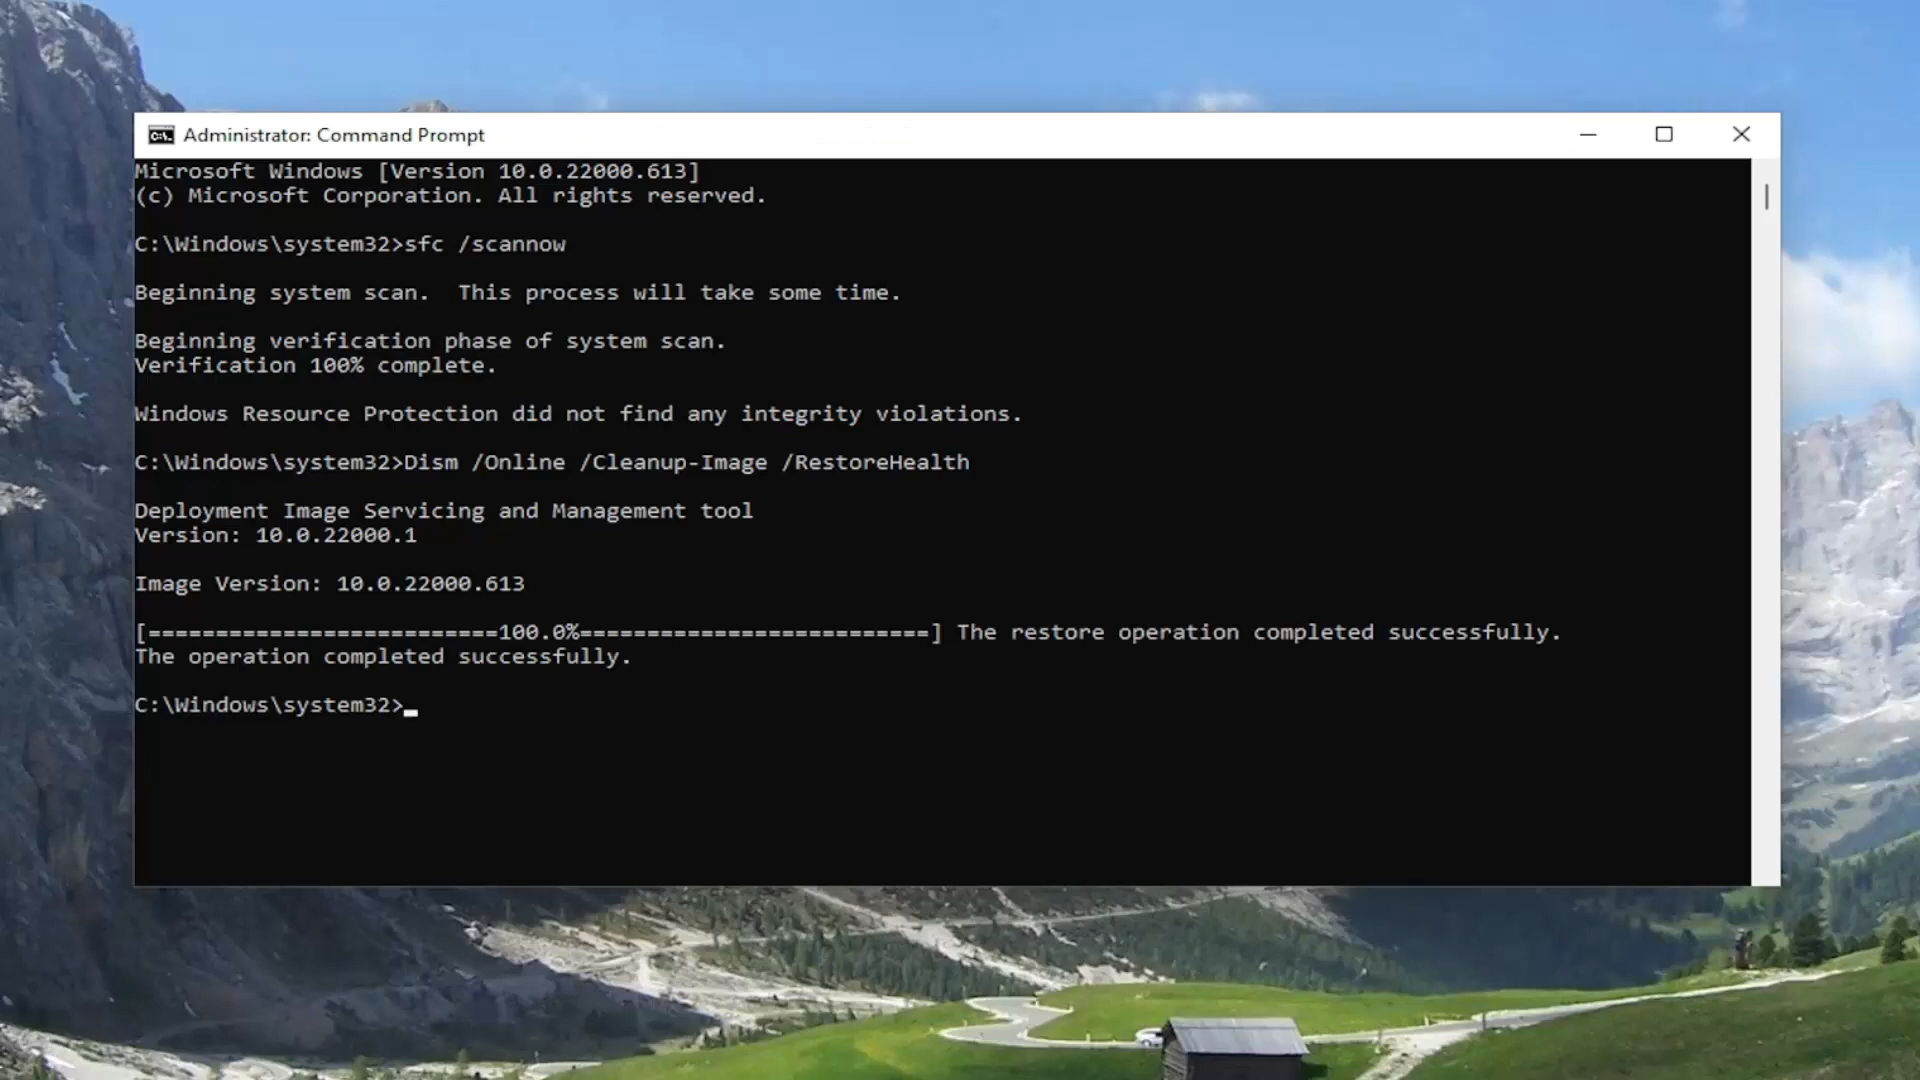 Administrator: Command Prompt
Microsoft Windows [Version 10.0.22000.613]
(c) Microsoft Corporation. All rights reserved.
C:\Windows\system32>sfc /scannow
Beginning system scan.  This process will take some time.
Beginning verification phase of system scan.
Verification 100% complete.
Windows Resource Protection did not find any integrity violations.
C:\Windows\system32>Dism /Online /Cleanup-Image /RestoreHealth
Deployment Image Servicing and Management tool
Version: 10.0.22000.1
Image Version: 10.0.22000.613
[==========================100.0%==========================] The restore operation completed successfully.
The operation completed successfully.
C:\Windows\system32>